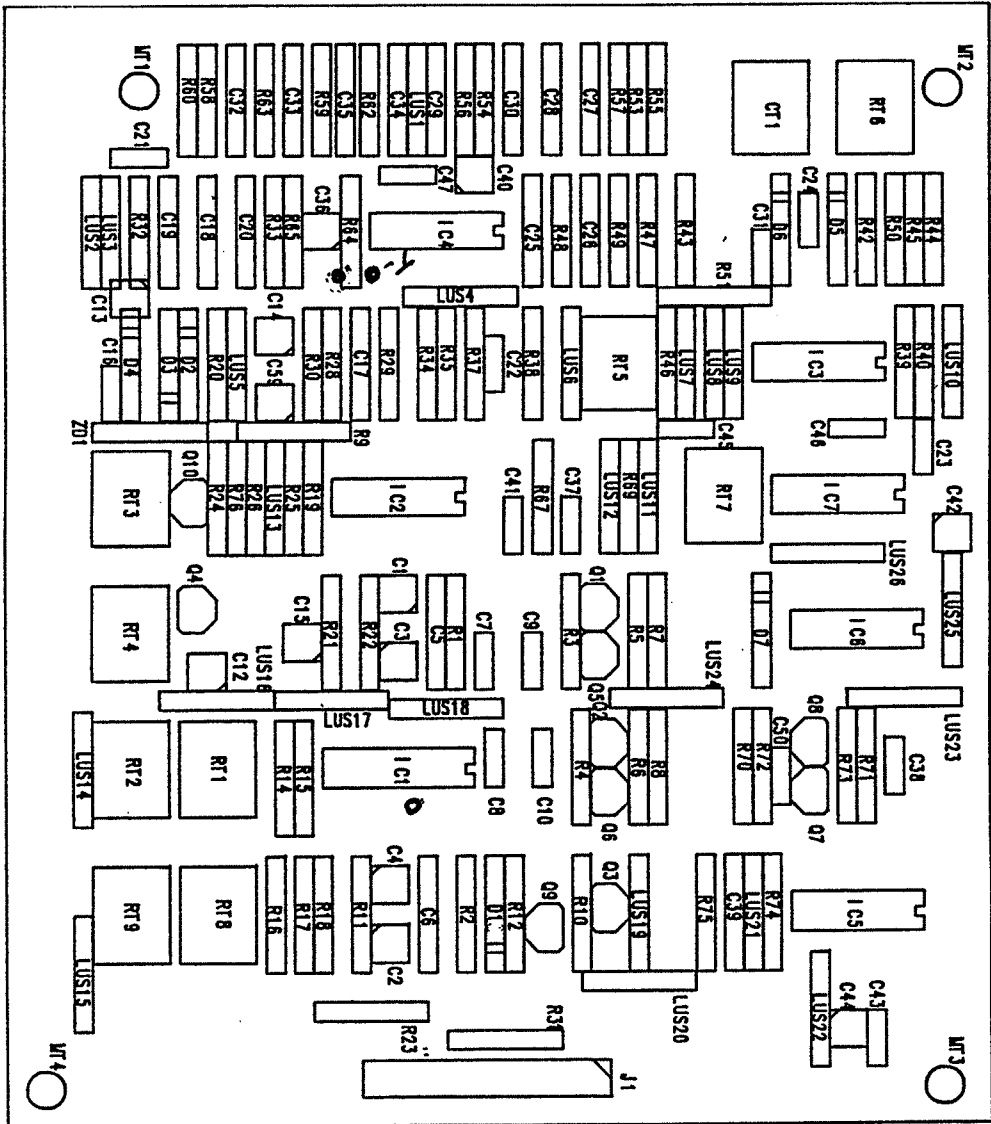 MT1
MT2
R60
R58
C32
R63
C33
R59
C35
R62
C34
LUS1
C29
R56
R54
C30
C28
C27
R57
R53
R55
CT1
RT6
C21
C47
C40
LUS2
LUS3
R32
C19
C18
C20
R33
R65
C36
R64
IC4
C25
R48
C26
R49
R47
R43
C31
D6
C24
D5
R42
R50
R45
R44
R51
LUS4
C13
C16
D4
D3
D2
R20
LUS5
C14
C59
R30
R28
C17
R29
R34
R35
R37
C22
R38
LUS6
RT5
R46
LUS7
LUS8
LUS9
IC3
R39
R40
LUS10
ZD1
R9
C45
C46
C23
RT3
Q10
R24
R76
R26
LUS13
R25
R19
IC2
C41
R67
C37
LUS12
R69
LUS11
RT7
IC7
C42
LUS26
LUS25
RT4
Q4
C15
C12
R21
R22
C1
C3
C5
R1
C7
C9
R3
Q1
R5
R7
D7
IC6
LUS16
LUS17
LUS18
Q5
Q2
LUS24
LUS23
LUS14
RT2
RT1
R14
R15
IC1
C8
C10
R4
Q6
R6
R8
R70
R72
C50
Q8
Q7
R73
R71
C38
LUS15
RT9
RT8
R16
R17
R18
R11
C4
C2
C6
R2
D1
R12
Q9
R10
Q3
LUS19
R75
C39
LUS21
R74
IC5
LUS20
LUS22
C44
C43
R23
R31
J1
MT4
MT3